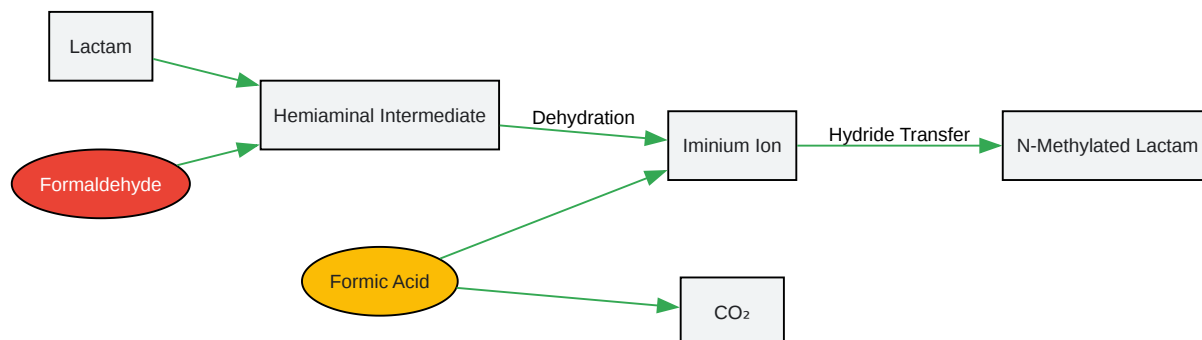 Lactam
Formaldehyde
Hemiaminal Intermediate
Dehydration
Formic Acid
Iminium Ion
CO₂
Hydride Transfer
N-Methylated Lactam